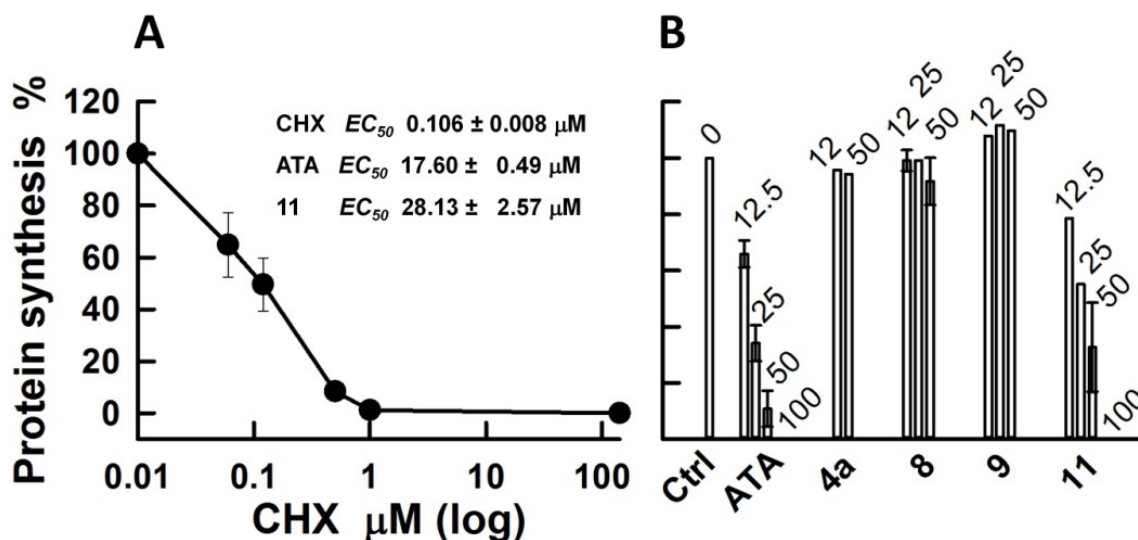 A
B
Protein synthesis %
120
100
80
60
40
20
0
CHX EC50 0.106 ± 0.008 µM
ATA EC50 17.60 ± 0.49 µM
11 EC50 28.13 ± 2.57 µM
0.01 0.1 1 10 100
CHX µM (log)
0
12.5
25
50
100
12
50
12
25
50
12
25
50
12.5
25
50
100
Ctrl ATA 4a 8 9 11